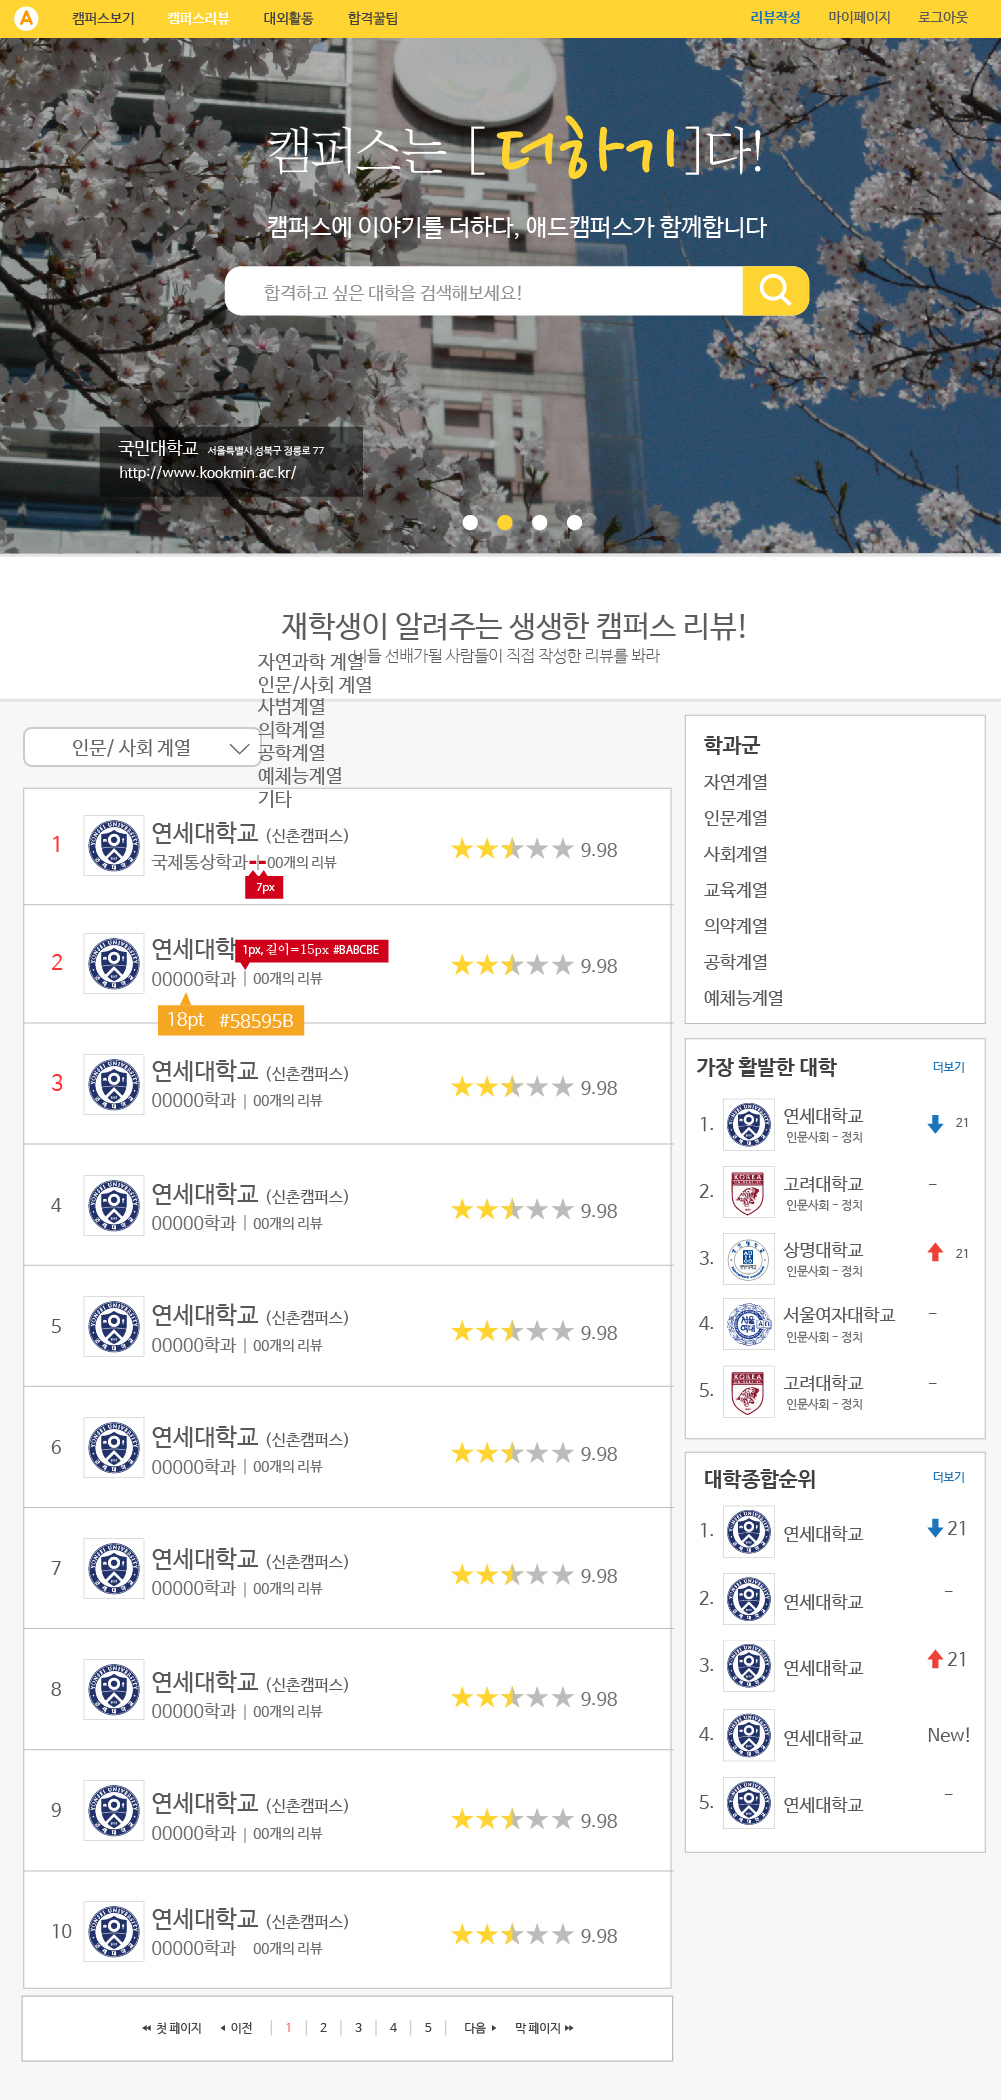 A 캠퍼스보기 캠퍼스리뷰 대외활동 합격꿀팁 리뷰작성 마이페이지 로그아웃
캠퍼스는 [더하기]다!
캠퍼스에 이야기를 더하다, 애드캠퍼스가 함께합니다
합격하고 싶은 대학을 검색해보세요!
국민대학교 서울특별시 성북구 정릉로 77
http://www.kookmin.ac.kr/
재학생이 알려주는 생생한 캠퍼스 리뷰!
선배가될 사람들이 직접 작성한 리뷰를 봐라
자연과학 계열
인문/사회 계열
사범계열
의학계열
공학계열
예체능계열
기타
인문/ 사회 계열
1 연세대학교 (신촌캠퍼스) 9.98
국제통상학과 00개의 리뷰
7px
2 연세대학 9.98
1px, 길이=15px #BABCBE
00000학과 | 00개의 리뷰
18pt #58595B
3 연세대학교 (신촌캠퍼스) 9.98
00000학과 | 00개의 리뷰
4 연세대학교 (신촌캠퍼스) 9.98
00000학과 | 00개의 리뷰
5 연세대학교 (신촌캠퍼스) 9.98
00000학과 | 00개의 리뷰
6 연세대학교 (신촌캠퍼스) 9.98
00000학과 | 00개의 리뷰
7 연세대학교 (신촌캠퍼스) 9.98
00000학과 | 00개의 리뷰
8 연세대학교 (신촌캠퍼스) 9.98
00000학과 | 00개의 리뷰
9 연세대학교 (신촌캠퍼스) 9.98
00000학과 | 00개의 리뷰
10 연세대학교 (신촌캠퍼스) 9.98
00000학과 00개의 리뷰
첫 페이지 이전 | 1 | 2 | 3 | 4 | 5 | 다음 막 페이지
학과군
자연계열
인문계열
사회계열
교육계열
의약계열
공학계열
예체능계열
가장 활발한 대학 더보기
1. 연세대학교 21
인문사회 - 정치
2. 고려대학교 -
인문사회 - 정치
3. 상명대학교 21
인문사회 - 정치
4. 서울여자대학교 -
인문사회 - 정치
5. 고려대학교 -
인문사회 - 정치
대학종합순위 더보기
1. 연세대학교 21
2. 연세대학교 -
3. 연세대학교 21
4. 연세대학교 New!
5. 연세대학교 -